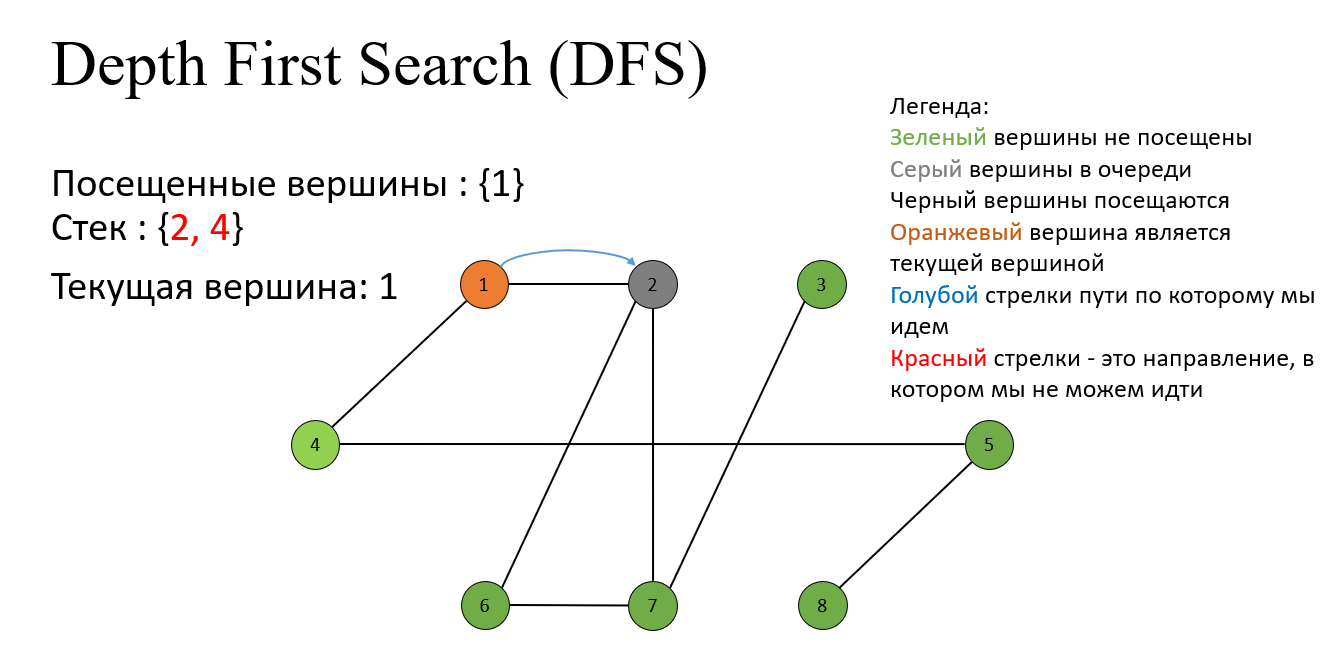 Depth First Search (DFS)
Легенда:
Зеленый вершины не посещены
Серый вершины в очереди
Черный вершины посещаются
Оранжевый вершина является
текущей вершиной
Голубой стрелки пути по которому мы
идем
Красный стрелки - это направление, в
котором мы не можем идти
Посещенные вершины : {1}
Стек : {2, 4}
Текущая вершина: 1
1
2
3
4
5
6
7
8